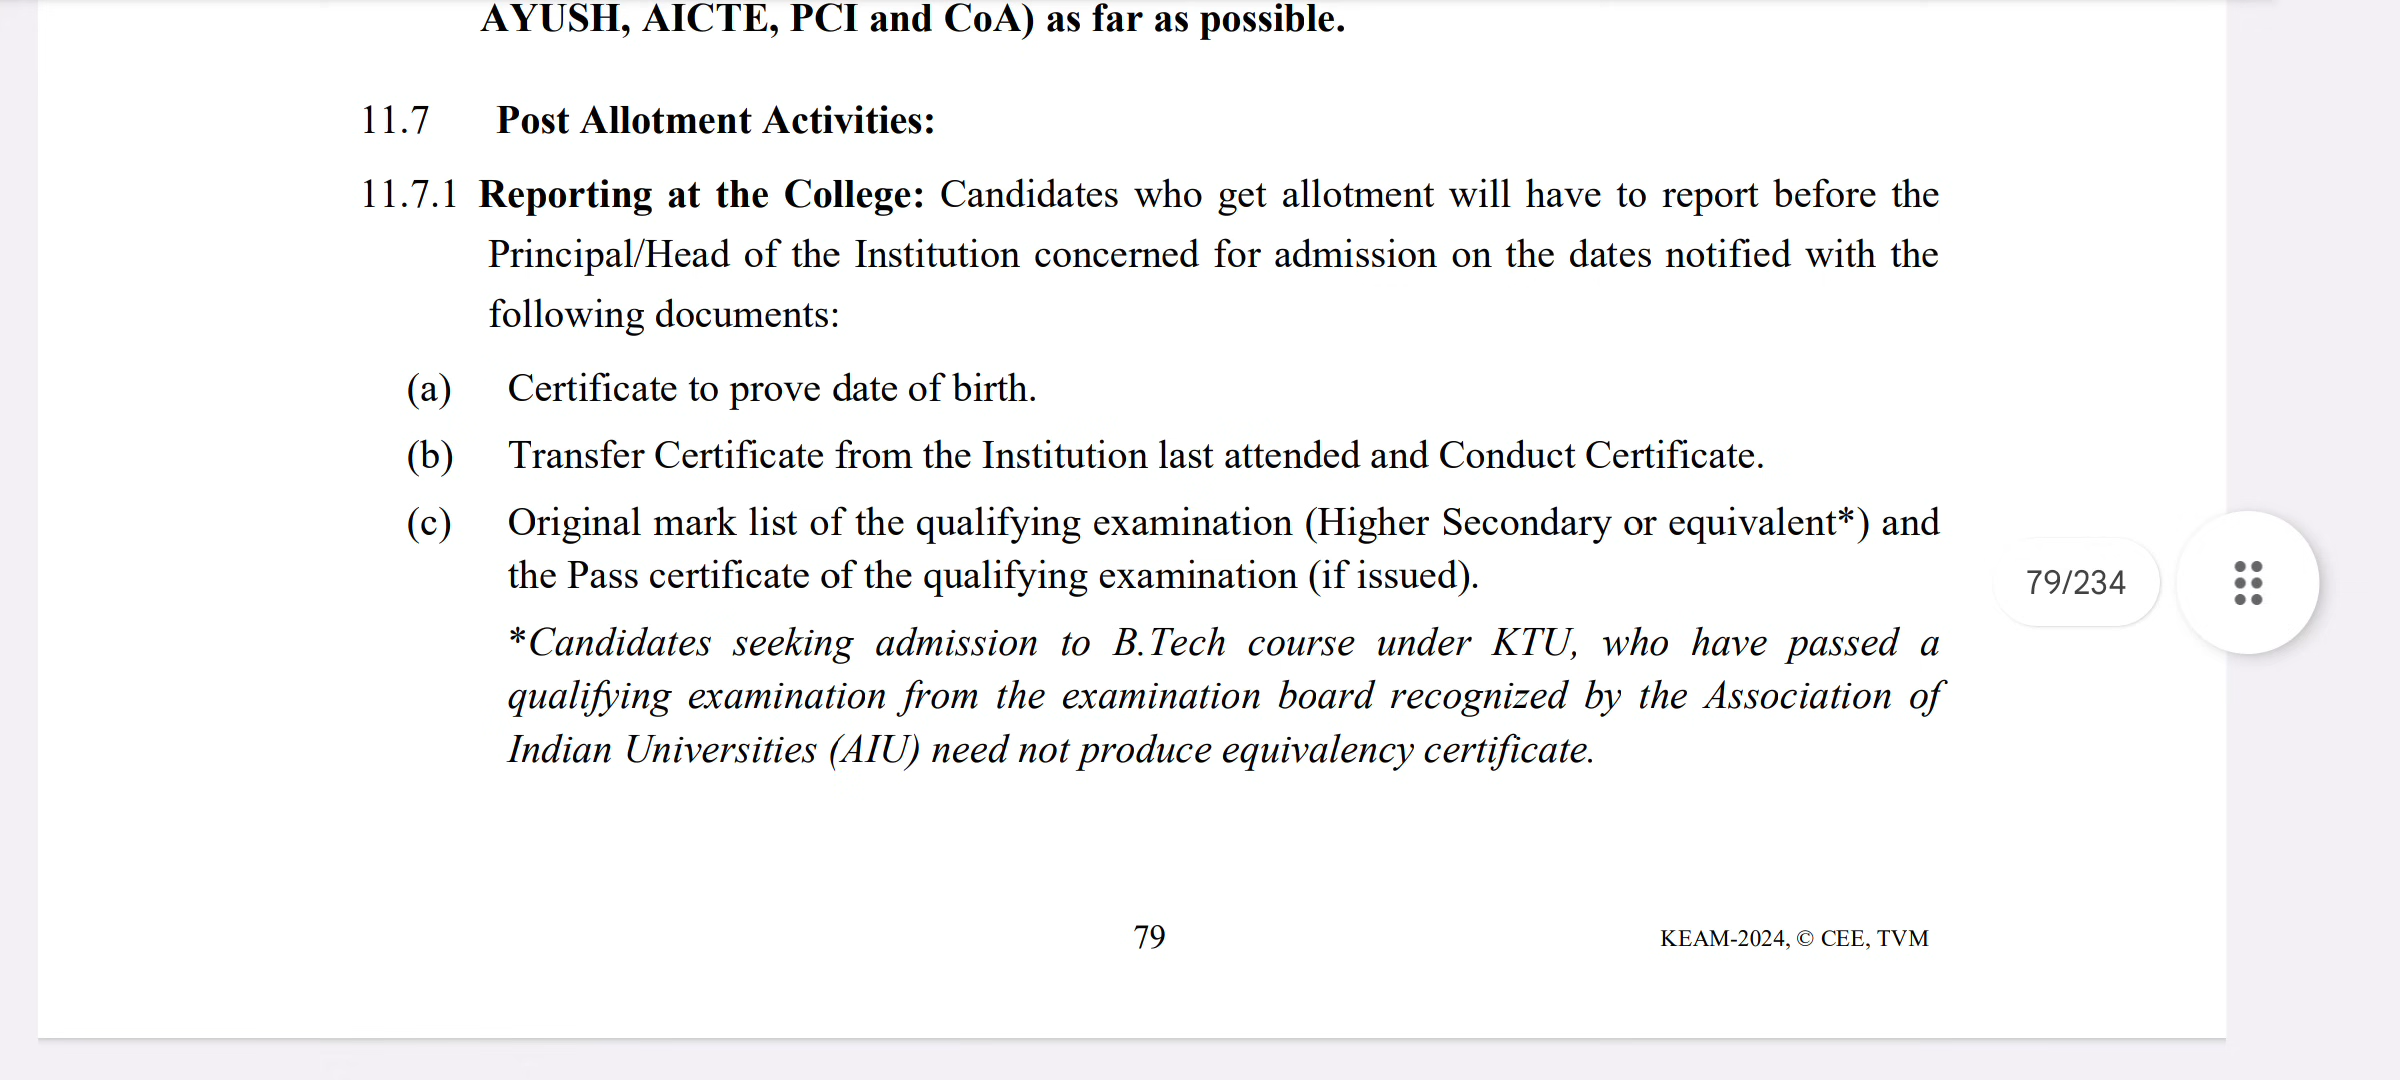 AYUSH, AICTE, PCI and CoA) as far as possible.
11.7 Post Allotment Activities:
11.7.1 Reporting at the College: Candidates who get allotment will have to report before the
Principal/Head of the Institution concerned for admission on the dates notified with the
following documents:
(a) Certificate to prove date of birth.
(b) Transfer Certificate from the Institution last attended and Conduct Certificate.
(c) Original mark list of the qualifying examination (Higher Secondary or equivalent*) and
the Pass certificate of the qualifying examination (if issued).
*Candidates seeking admission to B.Tech course under KTU, who have passed a
qualifying examination from the examination board recognized by the Association of
Indian Universities (AIU) need not produce equivalency certificate.
79/234
79
KEAM-2024, © CEE, TVM